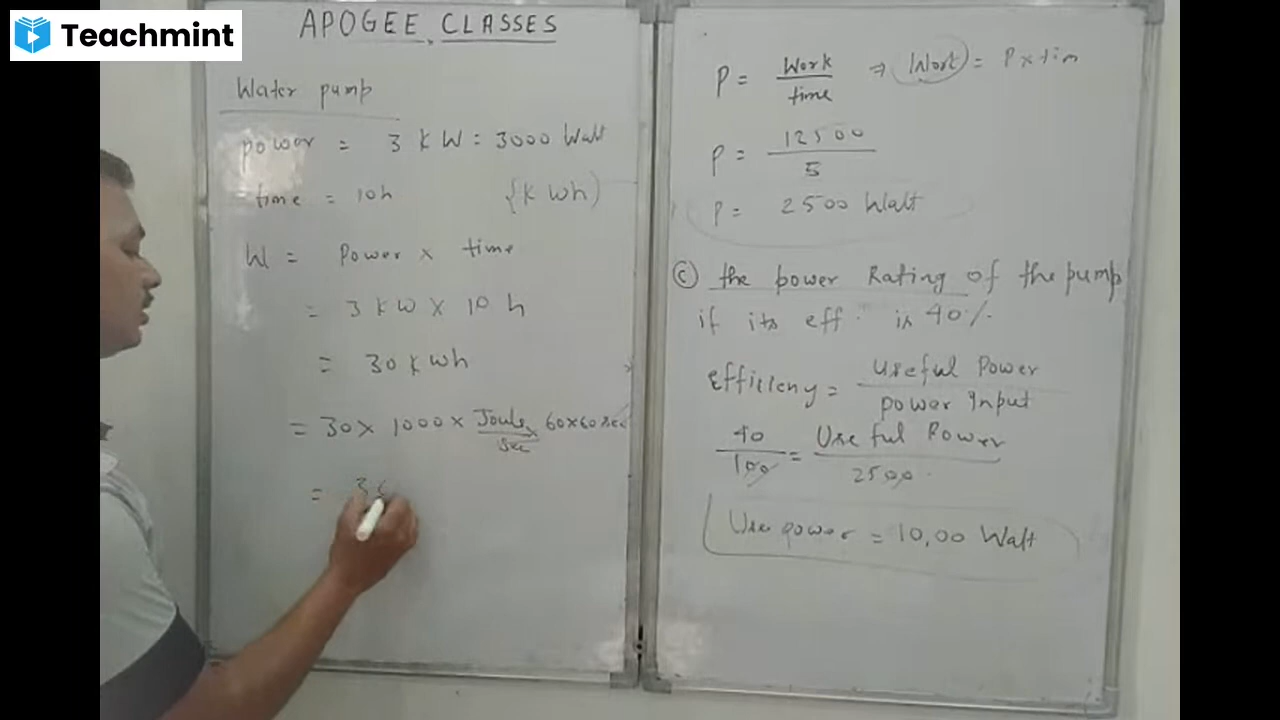 Teachmint
APOGEE CLASSES
Water pump
power = 3 kW = 3000 Watt
time = 10h {k Wh)
W = Power × time
= 3 kW × 10 h
= 30 kWh
= 30 × 1000 × Joule/Sec × 60×60 sec
= 3
P = Work/time ⇒ Work = P × tim
P = 12500/5
P = 2500 Watt
(C) the power Rating of the pump
if its eff. is 40%
Efficieny = Useful Power/power Input
40/100 = Useful Power/2500
Use power = 10,00 Watt